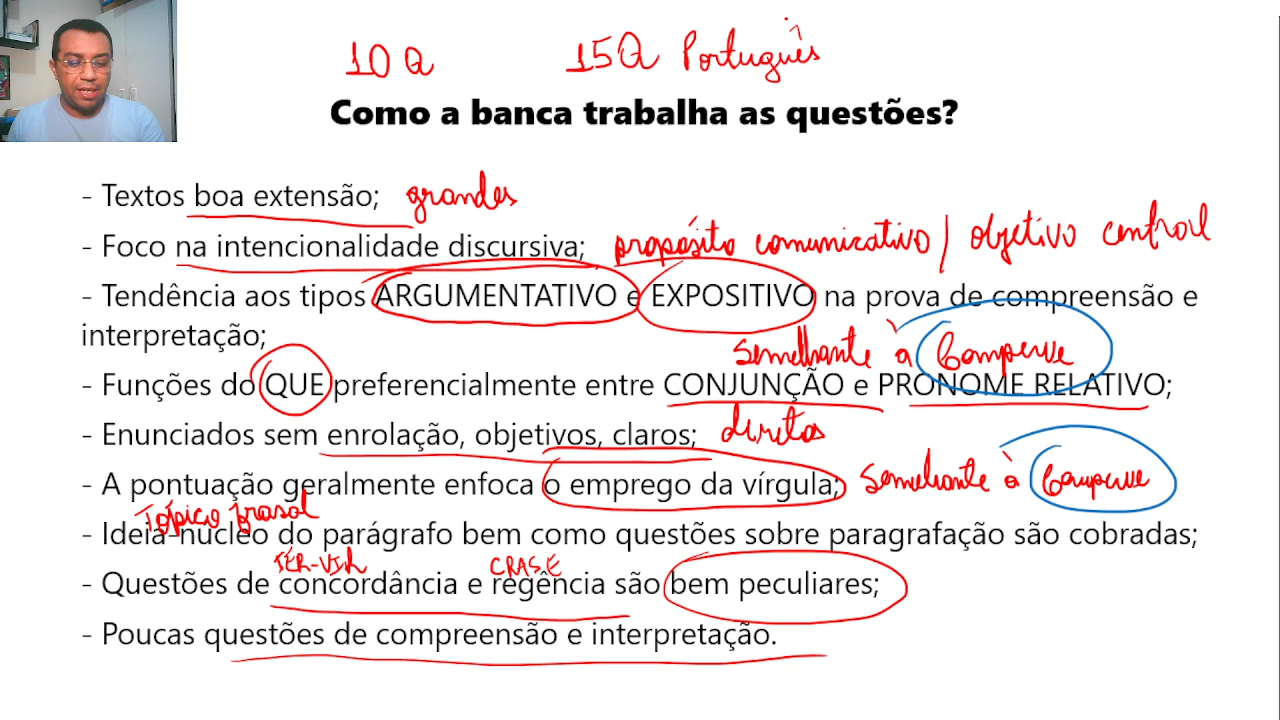 10 Q 15Q Português
Como a banca trabalha as questões?
- Textos boa extensão; grandes
- Foco na intencionalidade discursiva; propósito comunicativo / objetivo central
- Tendência aos tipos ARGUMENTATIVO e EXPOSITIVO na prova de compreensão e
interpretação;
semelhante à Comperve
- Funções do QUE preferencialmente entre CONJUNÇÃO e PRONOME RELATIVO;
- Enunciados sem enrolação, objetivos, claros; diretos
- A pontuação geralmente enfoca o emprego da vírgula; semelhante à Comperve
Tópico frasal
- Ideia-núcleo do parágrafo bem como questões sobre paragrafação são cobradas;
TER-VIR CRASE
- Questões de concordância e regência são bem peculiares;
- Poucas questões de compreensão e interpretação.